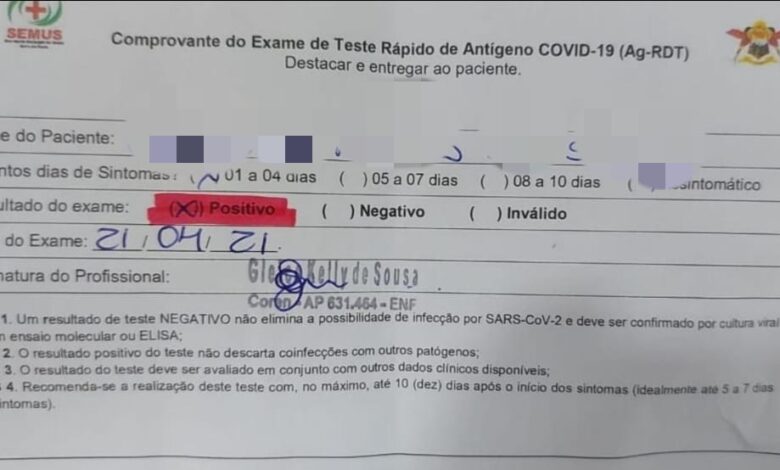 SEMUS
Comprovante do Exame de Teste Rápido de Antígeno COVID-19 (Ag-RDT)
Destacar e entregar ao paciente.
e do Paciente:
ntos dias de Sintomas: ( 01 a 04 dias ( ) 05 a 07 dias ( ) 08 a 10 dias ( sintomático
ultado do exame: (X) Positivo ( ) Negativo ( ) Inválido
do Exame: 21/04/21.
natura do Profissional: Kelly de Sousa
Coren - AP 631.464 - ENF
1. Um resultado de teste NEGATIVO não elimina a possibilidade de infecção por SARS-CoV-2 e deve ser confirmado por cultura viral
m ensaio molecular ou ELISA;
2. O resultado positivo do teste não descarta coinfecções com outros patógenos;
3. O resultado do teste deve ser avaliado em conjunto com outros dados clínicos disponíveis;
s 4. Recomenda-se a realização deste teste com, no máximo, até 10 (dez) dias após o início dos sintomas (idealmente até 5 a 7 dias
intomas).